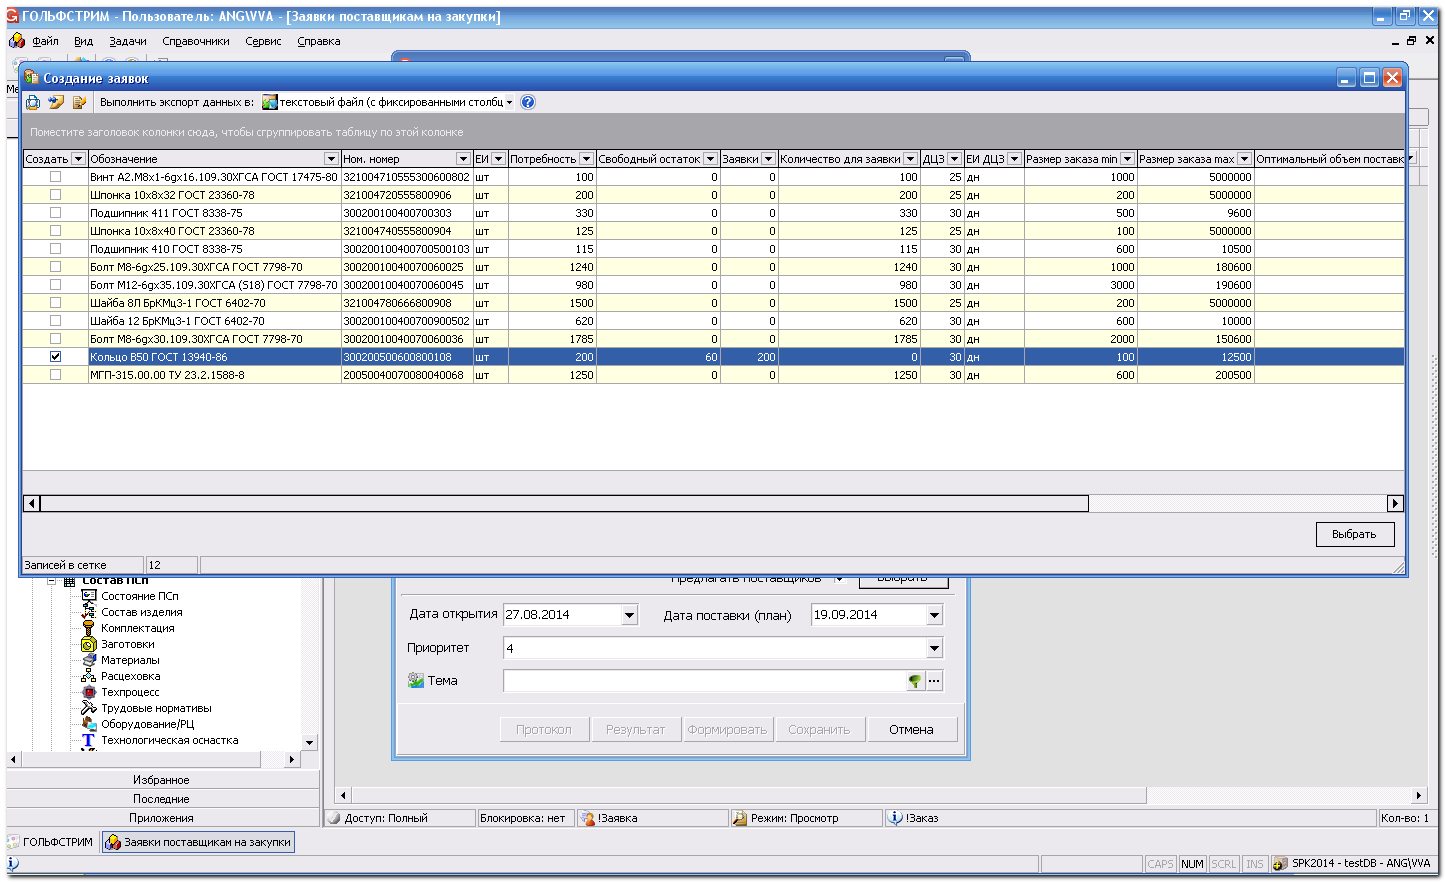 ГОЛЬФСТРИМ - Пользователь: ANG\VVA - [Заявки поставщикам на закупки]
Файл Вид Задачи Справочники Сервис Справка
Создание заявок
Выполнить экспорт данных в: текстовый файл (с фиксированными столбц
Поместите заголовок колонки сюда, чтобы сгруппировать таблицу по этой колонке
Создать Обозначение Ном. номер ЕИ Потребность Свободный остаток Заявки Количество для заявки ДЦЗ ЕИ ДЦЗ Размер заказа min Размер заказа max Оптимальный объем поставк
Винт А2.М8х1-6gх16.109.30ХГСА ГОСТ 17475-80 321004710555300600802 шт 100 0 0 100 25 дн 1000 5000000
Шпонка 10х8х32 ГОСТ 23360-78 321004720555800906 шт 200 0 0 200 25 дн 200 5000000
Подшипник 411 ГОСТ 8338-75 300200100400700303 шт 330 0 0 330 30 дн 500 9600
Шпонка 10х8х40 ГОСТ 23360-78 321004740555800904 шт 125 0 0 125 25 дн 100 5000000
Подшипник 410 ГОСТ 8338-75 300200100400700500103 шт 115 0 0 115 30 дн 600 10500
Болт М8-6gх25.109.30ХГСА ГОСТ 7798-70 30020010040070060025 шт 1240 0 0 1240 30 дн 1000 180600
Болт М12-6gх35.109.30ХГСА (S18) ГОСТ 7798-70 30020010040070060045 шт 980 0 0 980 30 дн 3000 190600
Шайба 8Л БрКМц3-1 ГОСТ 6402-70 321004780666800908 шт 1500 0 0 1500 25 дн 200 5000000
Шайба 12 БрКМц3-1 ГОСТ 6402-70 300200100400700900502 шт 620 0 0 620 30 дн 600 10000
Болт М8-6gх30.109.30ХГСА ГОСТ 7798-70 30020010040070060036 шт 1785 0 0 1785 30 дн 2000 150600
Кольцо В50 ГОСТ 13940-86 300200500600800108 шт 200 60 200 0 30 дн 100 12500
МГП-315.00.00 ТУ 23.2.1588-8 20050040070080040068 шт 1250 0 0 1250 30 дн 600 200500
Выбрать
Записей в сетке 12
Состав ПСп
Состояние ПСп
Состав изделия
Комплектация
Заготовки
Материалы
Расцеховка
Техпроцесс
Трудовые нормативы
Оборудование/РЦ
Технологическая оснастка
Избранное
Последние
Приложения
Предлагать поставщиков Выбрать
Дата открытия 27.08.2014 Дата поставки (план) 19.09.2014
Приоритет 4
Тема
Протокол Результат Формировать Сохранить Отмена
Доступ: Полный Блокировка: нет !Заявка Режим: Просмотр !Заказ Кол-во: 1
ГОЛЬФСТРИМ Заявки поставщикам на закупки
CAPS NUM SCRL INS SPK2014 - testDB - ANG\VVA